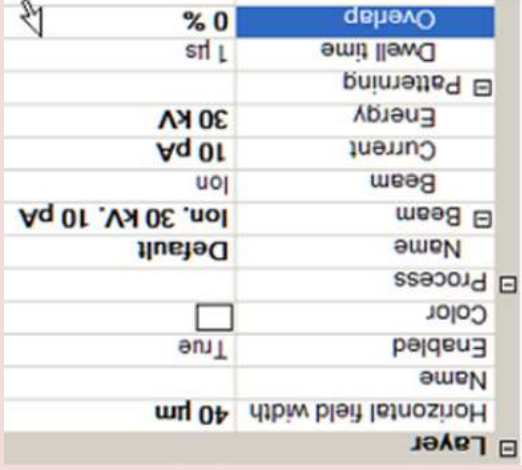 Layer
Horizontal field width 40 µm
Name
Enabled True
Color
Process
Name Default
Beam Ion. 30 kV. 10 pA
Beam Ion
Current 10 pA
Energy 30 kV
Patterning
Dwell time 1 µs
Overlap 0 %